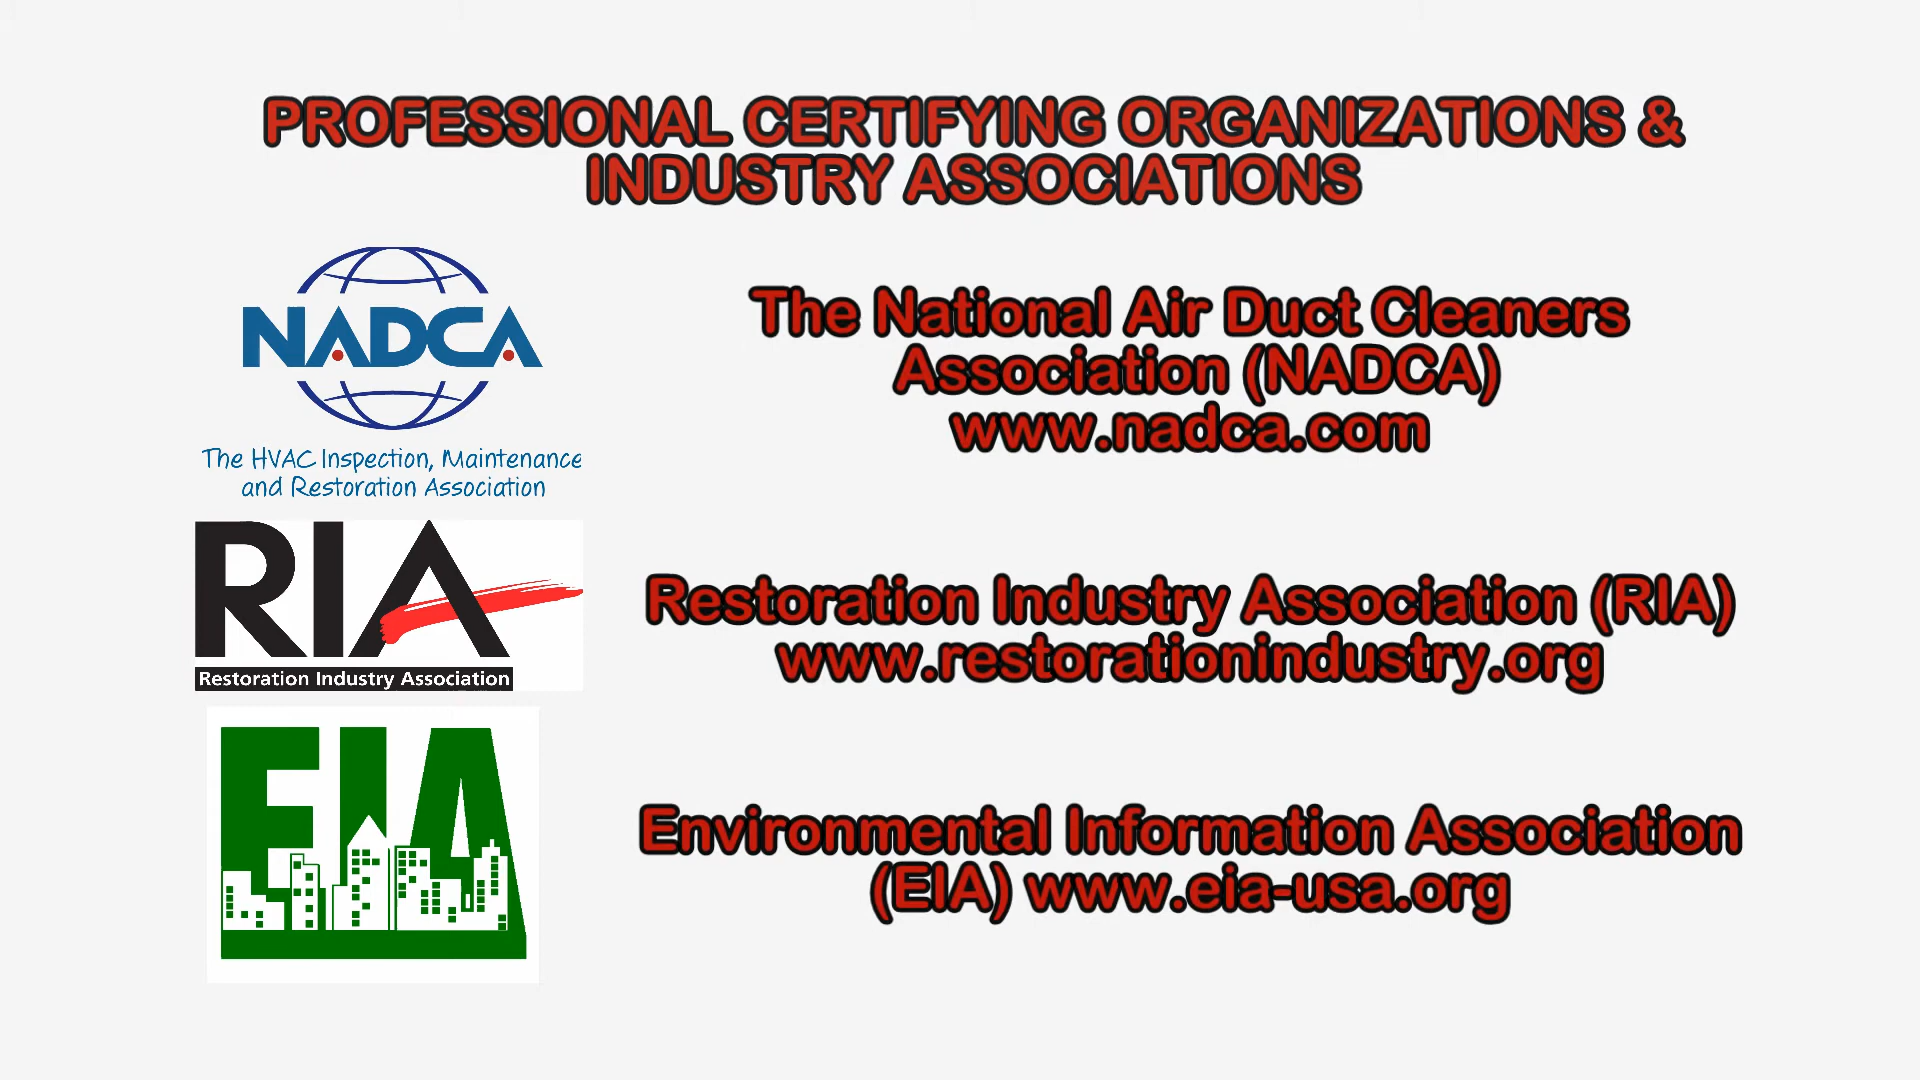 PROFESSIONAL CERTIFYING ORGANIZATIONS &
INDUSTRY ASSOCIATIONS
NADCA
The HVAC Inspection, Maintenance
and Restoration Association
The National Air Duct Cleaners
Association (NADCA)
www.nadca.com
RIA
Restoration Industry Association
Restoration Industry Association (RIA)
www.restorationindustry.org
EIA
Environmental Information Association
(EIA) www.eia-usa.org